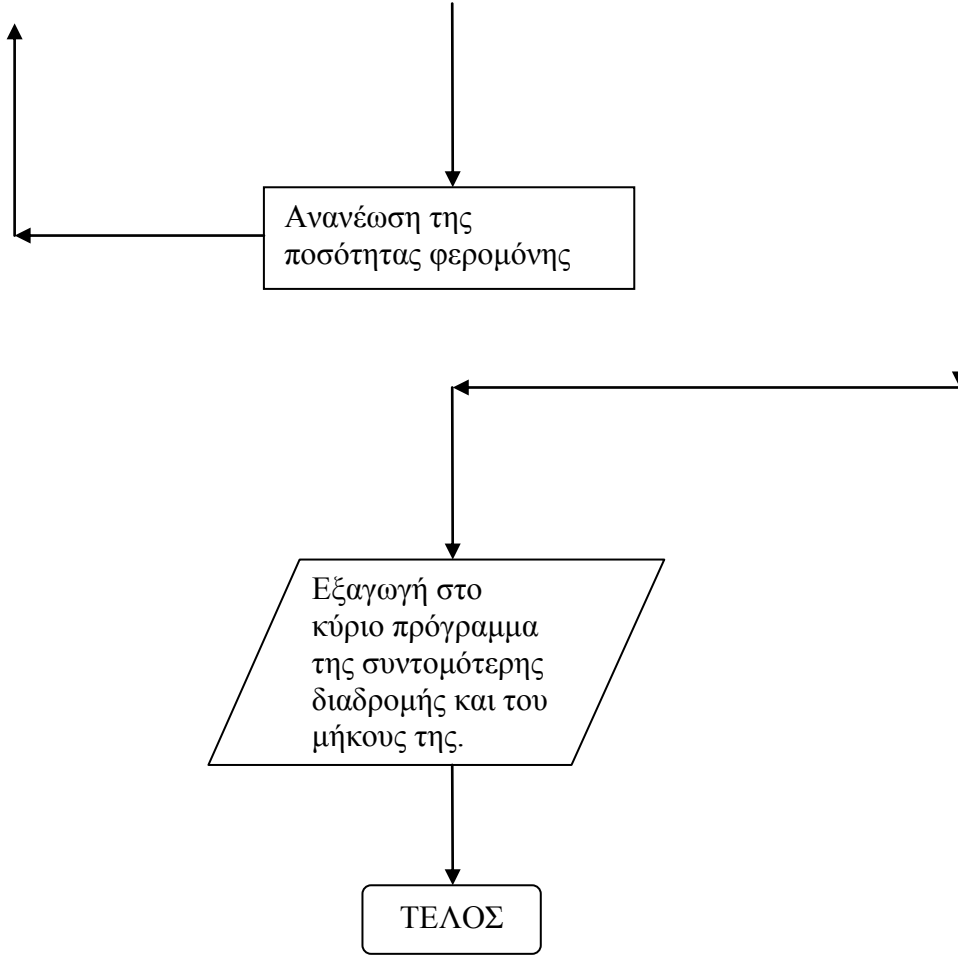 Ανανέωση της
ποσότητας φερομόνης
Εξαγωγή στο
κύριο πρόγραμμα
της συντομότερης
διαδρομής και του
μήκους της.
ΤΕΛΟΣ